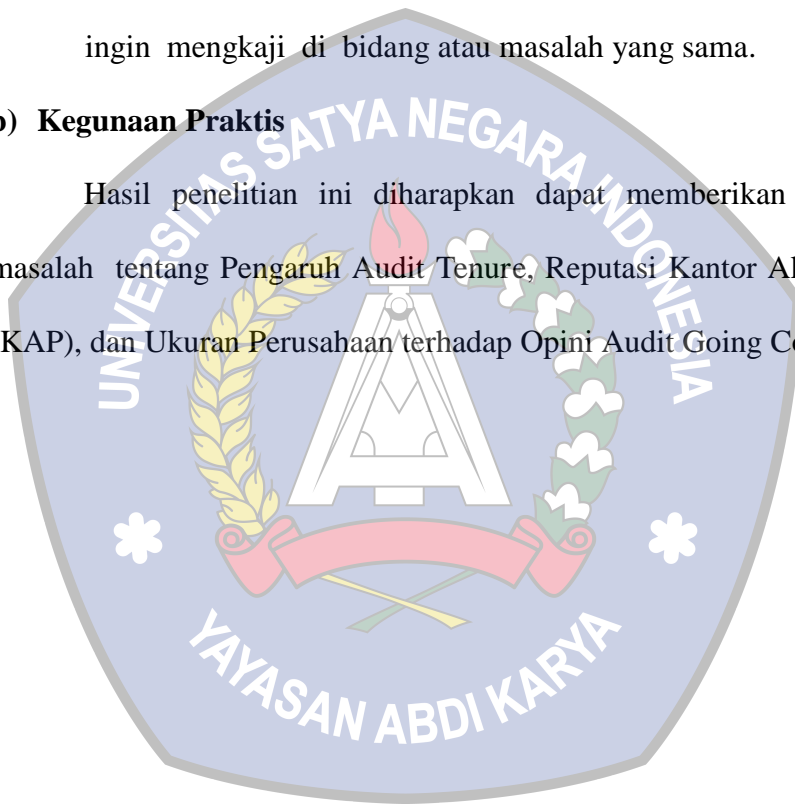 ingin mengkaji di bidang atau masalah yang sama.
) Kegunaan Praktis
Hasil penelitian ini diharapkan dapat memberikan
masalah tentang Pengaruh Audit Tenure, Reputasi Kantor
KAP), dan Ukuran Perusahaan terhadap Opini Audit Going
UNIVERSITAS SATYA NEGARA INDONESIA
YAYASAN ABDI KARYA